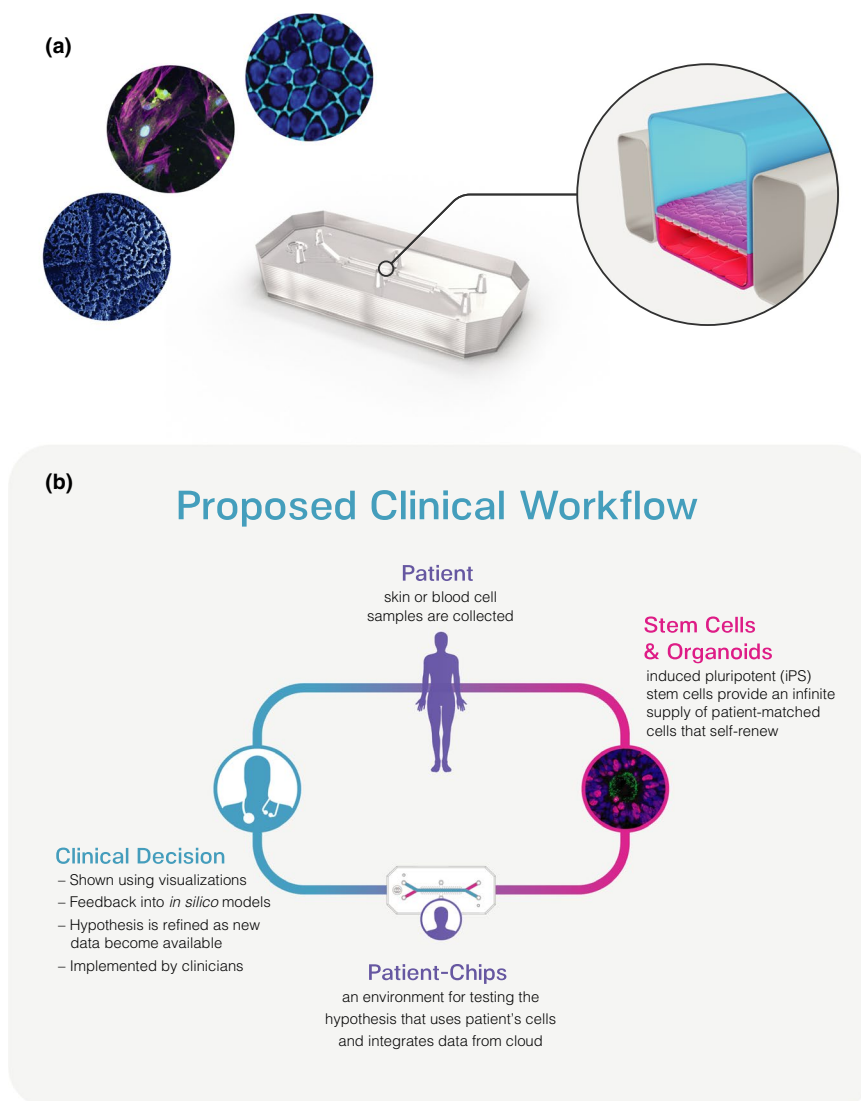 (a)
(b)
Proposed Clinical Workflow
Patient
skin or blood cell
samples are collected
Stem Cells
& Organoids
induced pluripotent (iPS)
stem cells provide an infinite
supply of patient-matched
cells that self-renew
Clinical Decision
– Shown using visualizations
– Feedback into in silico models
– Hypothesis is refined as new
data become available
– Implemented by clinicians
Patient-Chips
an environment for testing the
hypothesis that uses patient's cells
and integrates data from cloud